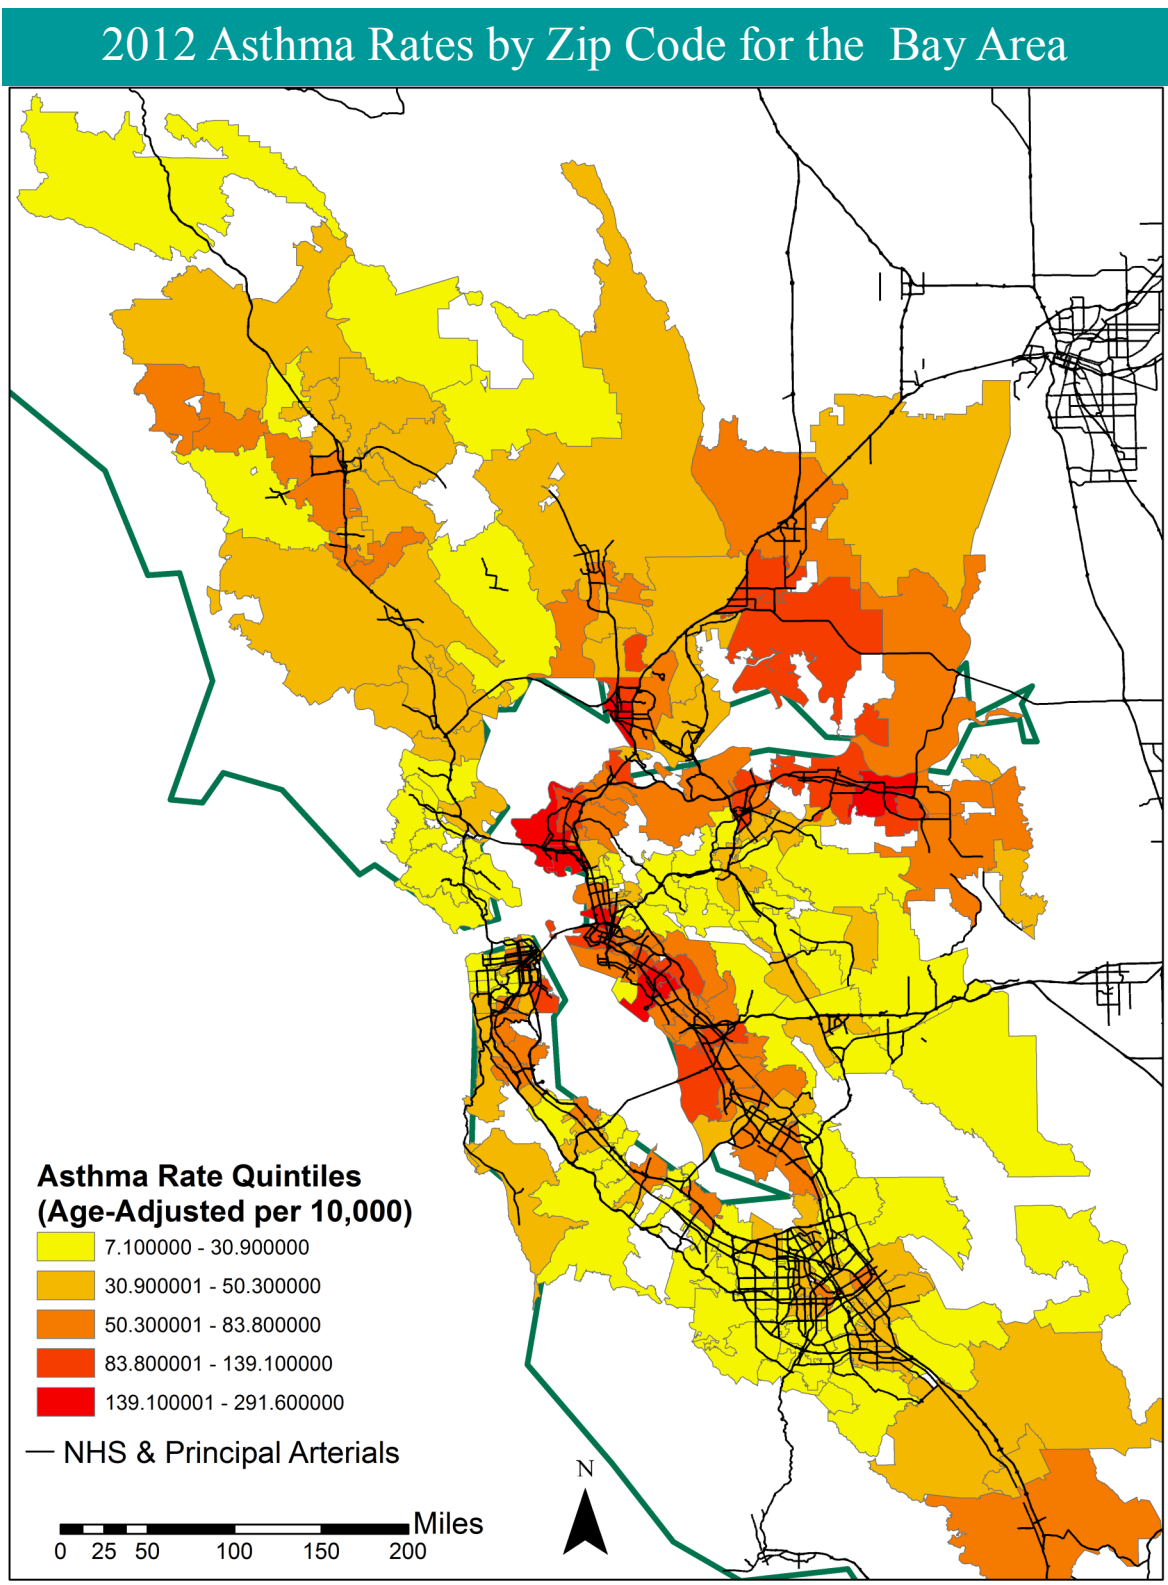 2012 Asthma Rates by Zip Code for the Bay Area
Asthma Rate Quintiles
(Age-Adjusted per 10,000)
7.100000 - 30.900000
30.900001 - 50.300000
50.300001 - 83.800000
83.800001 - 139.100000
139.100001 - 291.600000
NHS & Principal Arterials
N
Miles
0 25 50 100 150 200